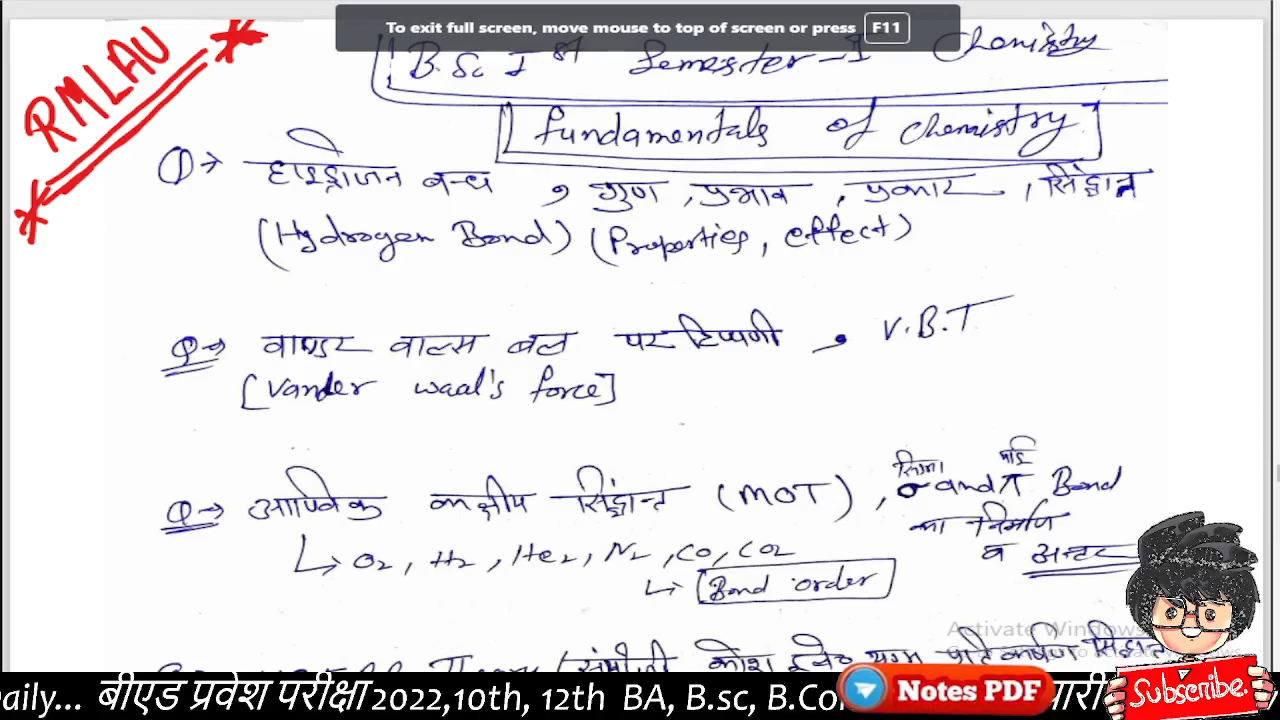 To exit full screen, move mouse to top of screen or press F11
RMLAU
B.Sc Ist Semester-I Chemistry
Fundamentals of Chemistry
हाइड्रोजन बन्ध, गुण, प्रभाव, प्रकार, सिद्धान्त
(Hydrogen Bond) (Properties, effect)
Q→ वाण्डर वाल्स बल पर टिप्पणी, V.B.T
[Vander waal's force]
Q→ आण्विक कक्षीय सिद्धान्त (MOT), सिग्मा σ and पाई π Bond
का निर्माण
व अन्तर
↳ O2, H2, He2, N2, CO, CO2
↳ Bond order
Activate Windows
कोश
aily... बीएड प्रवेश परीक्षा 2022,10th, 12th BA, B.sc, B.Co
Notes PDF
ारी
Subscribe.